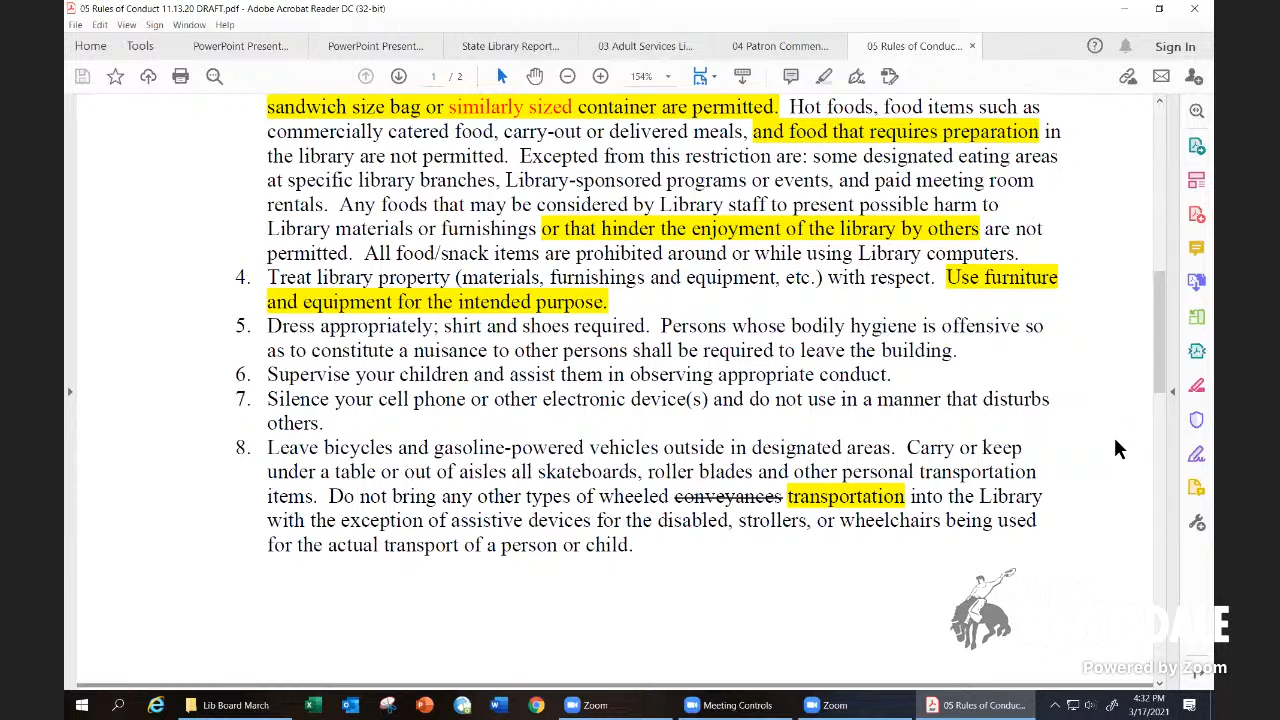 05 Rules of Conduct 11.13.20 DRAFT.pdf - Adobe Acrobat Reader DC (32-bit)
File Edit View Sign Window Help
Home Tools PowerPoint Present... PowerPoint Present... State Library Report... 03 Adult Services Li... 04 Patron Commen... 05 Rules of Conduc... × Sign In
1 / 2 154%
sandwich size bag or similarly sized container are permitted. Hot foods, food items such as
commercially catered food, carry-out or delivered meals, and food that requires preparation in
the library are not permitted. Excepted from this restriction are: some designated eating areas
at specific library branches, Library-sponsored programs or events, and paid meeting room
rentals. Any foods that may be considered by Library staff to present possible harm to
Library materials or furnishings or that hinder the enjoyment of the library by others are not
permitted. All food/snack items are prohibited around or while using Library computers.
4. Treat library property (materials, furnishings and equipment, etc.) with respect. Use furniture
and equipment for the intended purpose.
5. Dress appropriately; shirt and shoes required. Persons whose bodily hygiene is offensive so
as to constitute a nuisance to other persons shall be required to leave the building.
6. Supervise your children and assist them in observing appropriate conduct.
7. Silence your cell phone or other electronic device(s) and do not use in a manner that disturbs
others.
8. Leave bicycles and gasoline-powered vehicles outside in designated areas. Carry or keep
under a table or out of aisles all skateboards, roller blades and other personal transportation
items. Do not bring any other types of wheeled conveyances transportation into the Library
with the exception of assistive devices for the disabled, strollers, or wheelchairs being used
for the actual transport of a person or child.
Powered by Zoom
Lib Board March Zoom Meeting Controls Zoom 05 Rules of Conduc... 4:32 PM
3/17/2021